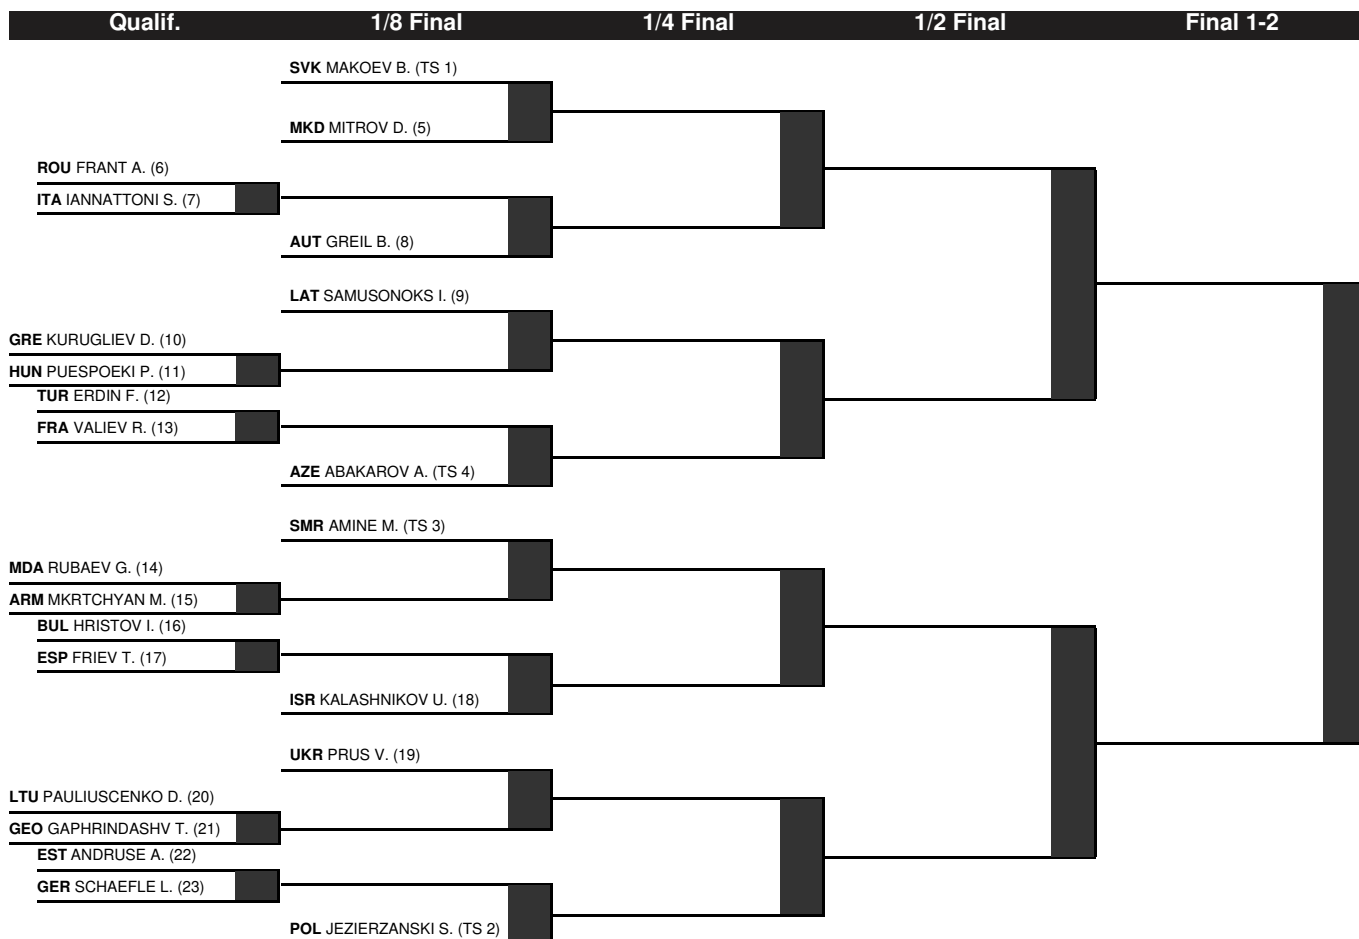 Qualif. 1/8 Final 1/4 Final 1/2 Final Final 1-2
SVK MAKOEV B. (TS 1)
MKD MITROV D. (5)
ROU FRANT A. (6)
ITA IANNATTONI S. (7)
AUT GREIL B. (8)
LAT SAMUSONOKS I. (9)
GRE KURUGLIEV D. (10)
HUN PUESPOEKI P. (11)
TUR ERDIN F. (12)
FRA VALIEV R. (13)
AZE ABAKAROV A. (TS 4)
SMR AMINE M. (TS 3)
MDA RUBAEV G. (14)
ARM MKRTCHYAN M. (15)
BUL HRISTOV I. (16)
ESP FRIEV T. (17)
ISR KALASHNIKOV U. (18)
UKR PRUS V. (19)
LTU PAULIUSCENKO D. (20)
GEO GAPHRINDASHV T. (21)
EST ANDRUSE A. (22)
GER SCHAEFLE L. (23)
POL JEZIERZANSKI S. (TS 2)